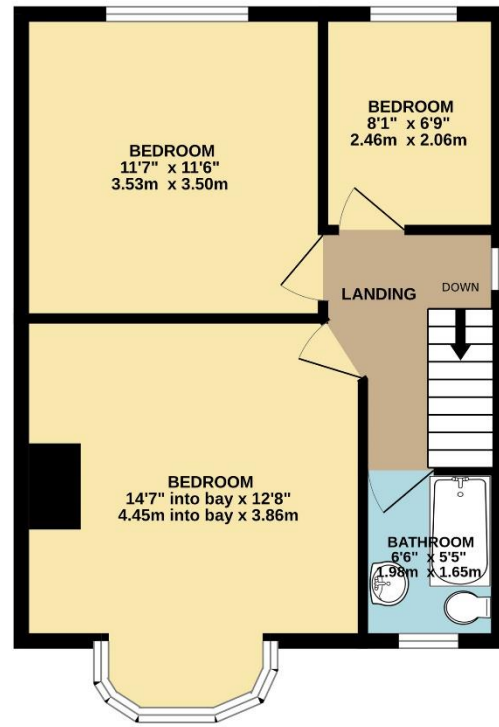 BEDROOM
11'7" x 11'6"
3.53m x 3.50m
BEDROOM
8'1" x 6'9"
2.46m x 2.06m
LANDING
DOWN
BEDROOM
14'7" into bay x 12'8"
4.45m into bay x 3.86m
BATHROOM
6'6" x 5'5"
1.98m x 1.65m